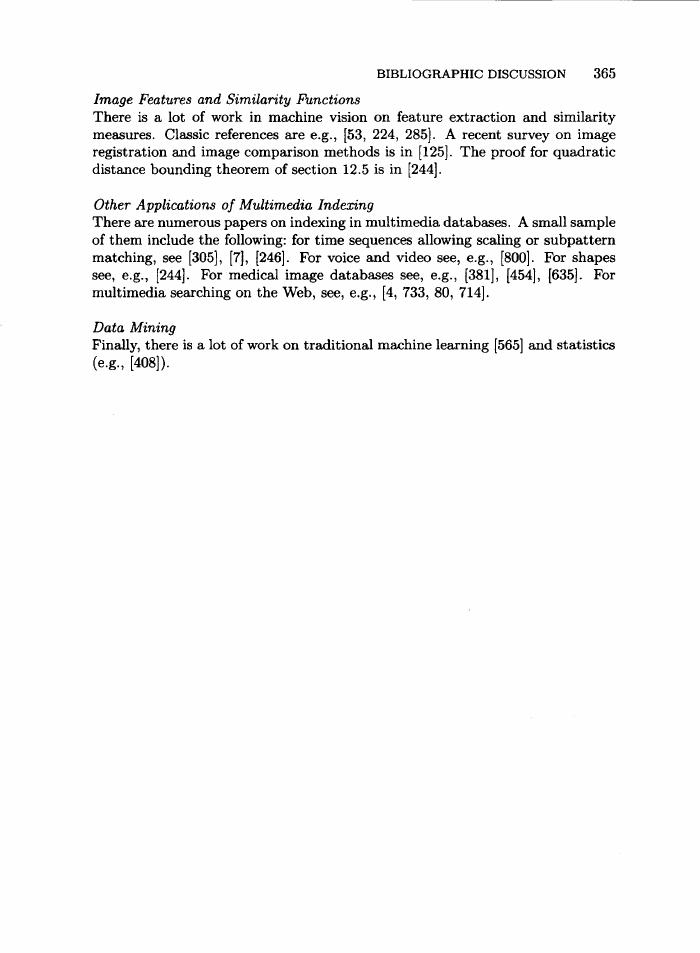 BIBLIOGRAPHIC DISCUSSION 365
Image Features and Similarity Functions
There is a lot of work in machine vision on feature extraction and similarity
measures. Classic references are e.g., [53, 224, 285]. A recent survey on image
registration and image comparison methods is in [125]. The proof for quadratic
distance bounding theorem of section 12.5 is in [244].
Other Applications of Multimedia Indexing
There are numerous papers on indexing in multimedia databases. A small sample
of them include the following: for time sequences allowing scaling or subpattern
matching, see [305], [7], [246]. For voice and video see, e.g., [800]. For shapes
see, e.g., [244]. For medical image databases see, e.g., [381], [454], [635]. For
multimedia searching on the Web, see, e.g., [4, 733, 80, 714].
Data Mining
Finally, there is a lot of work on traditional machine learning [565] and statistics
(e.g., [408]).